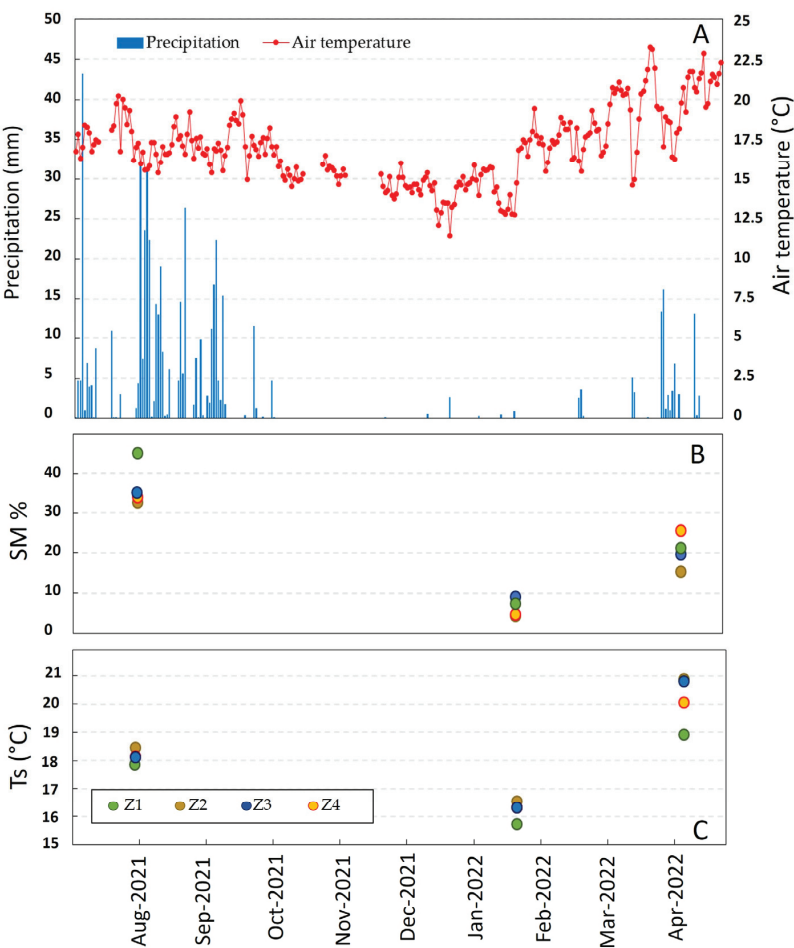 50
45
40
35
30
25
20
15
10
5
0
Precipitation (mm)
Precipitation
Air temperature
A
25
22.5
20
17.5
15
12.5
10
7.5
5
2.5
0
Air temperature (°C)
B
40
30
20
10
0
SM %
21
20
19
18
17
16
15
Ts (°C)
Z1 Z2 Z3 Z4
C
Aug-2021
Sep-2021
Oct-2021
Nov-2021
Dec-2021
Jan-2022
Feb-2022
Mar-2022
Apr-2022